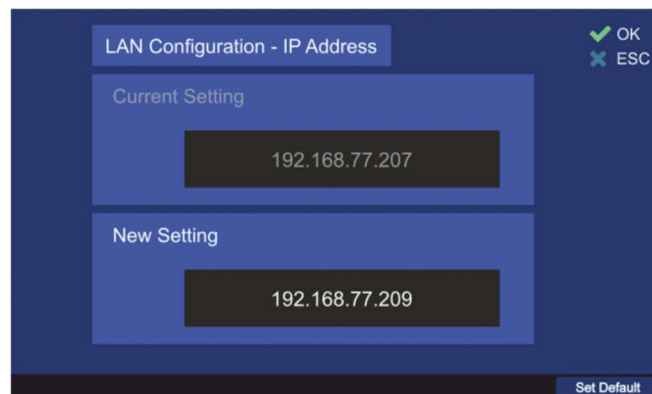 LAN Configuration - IP Address
OK
ESC
Current Setting
192.168.77.207
New Setting
192.168.77.209
Set Default